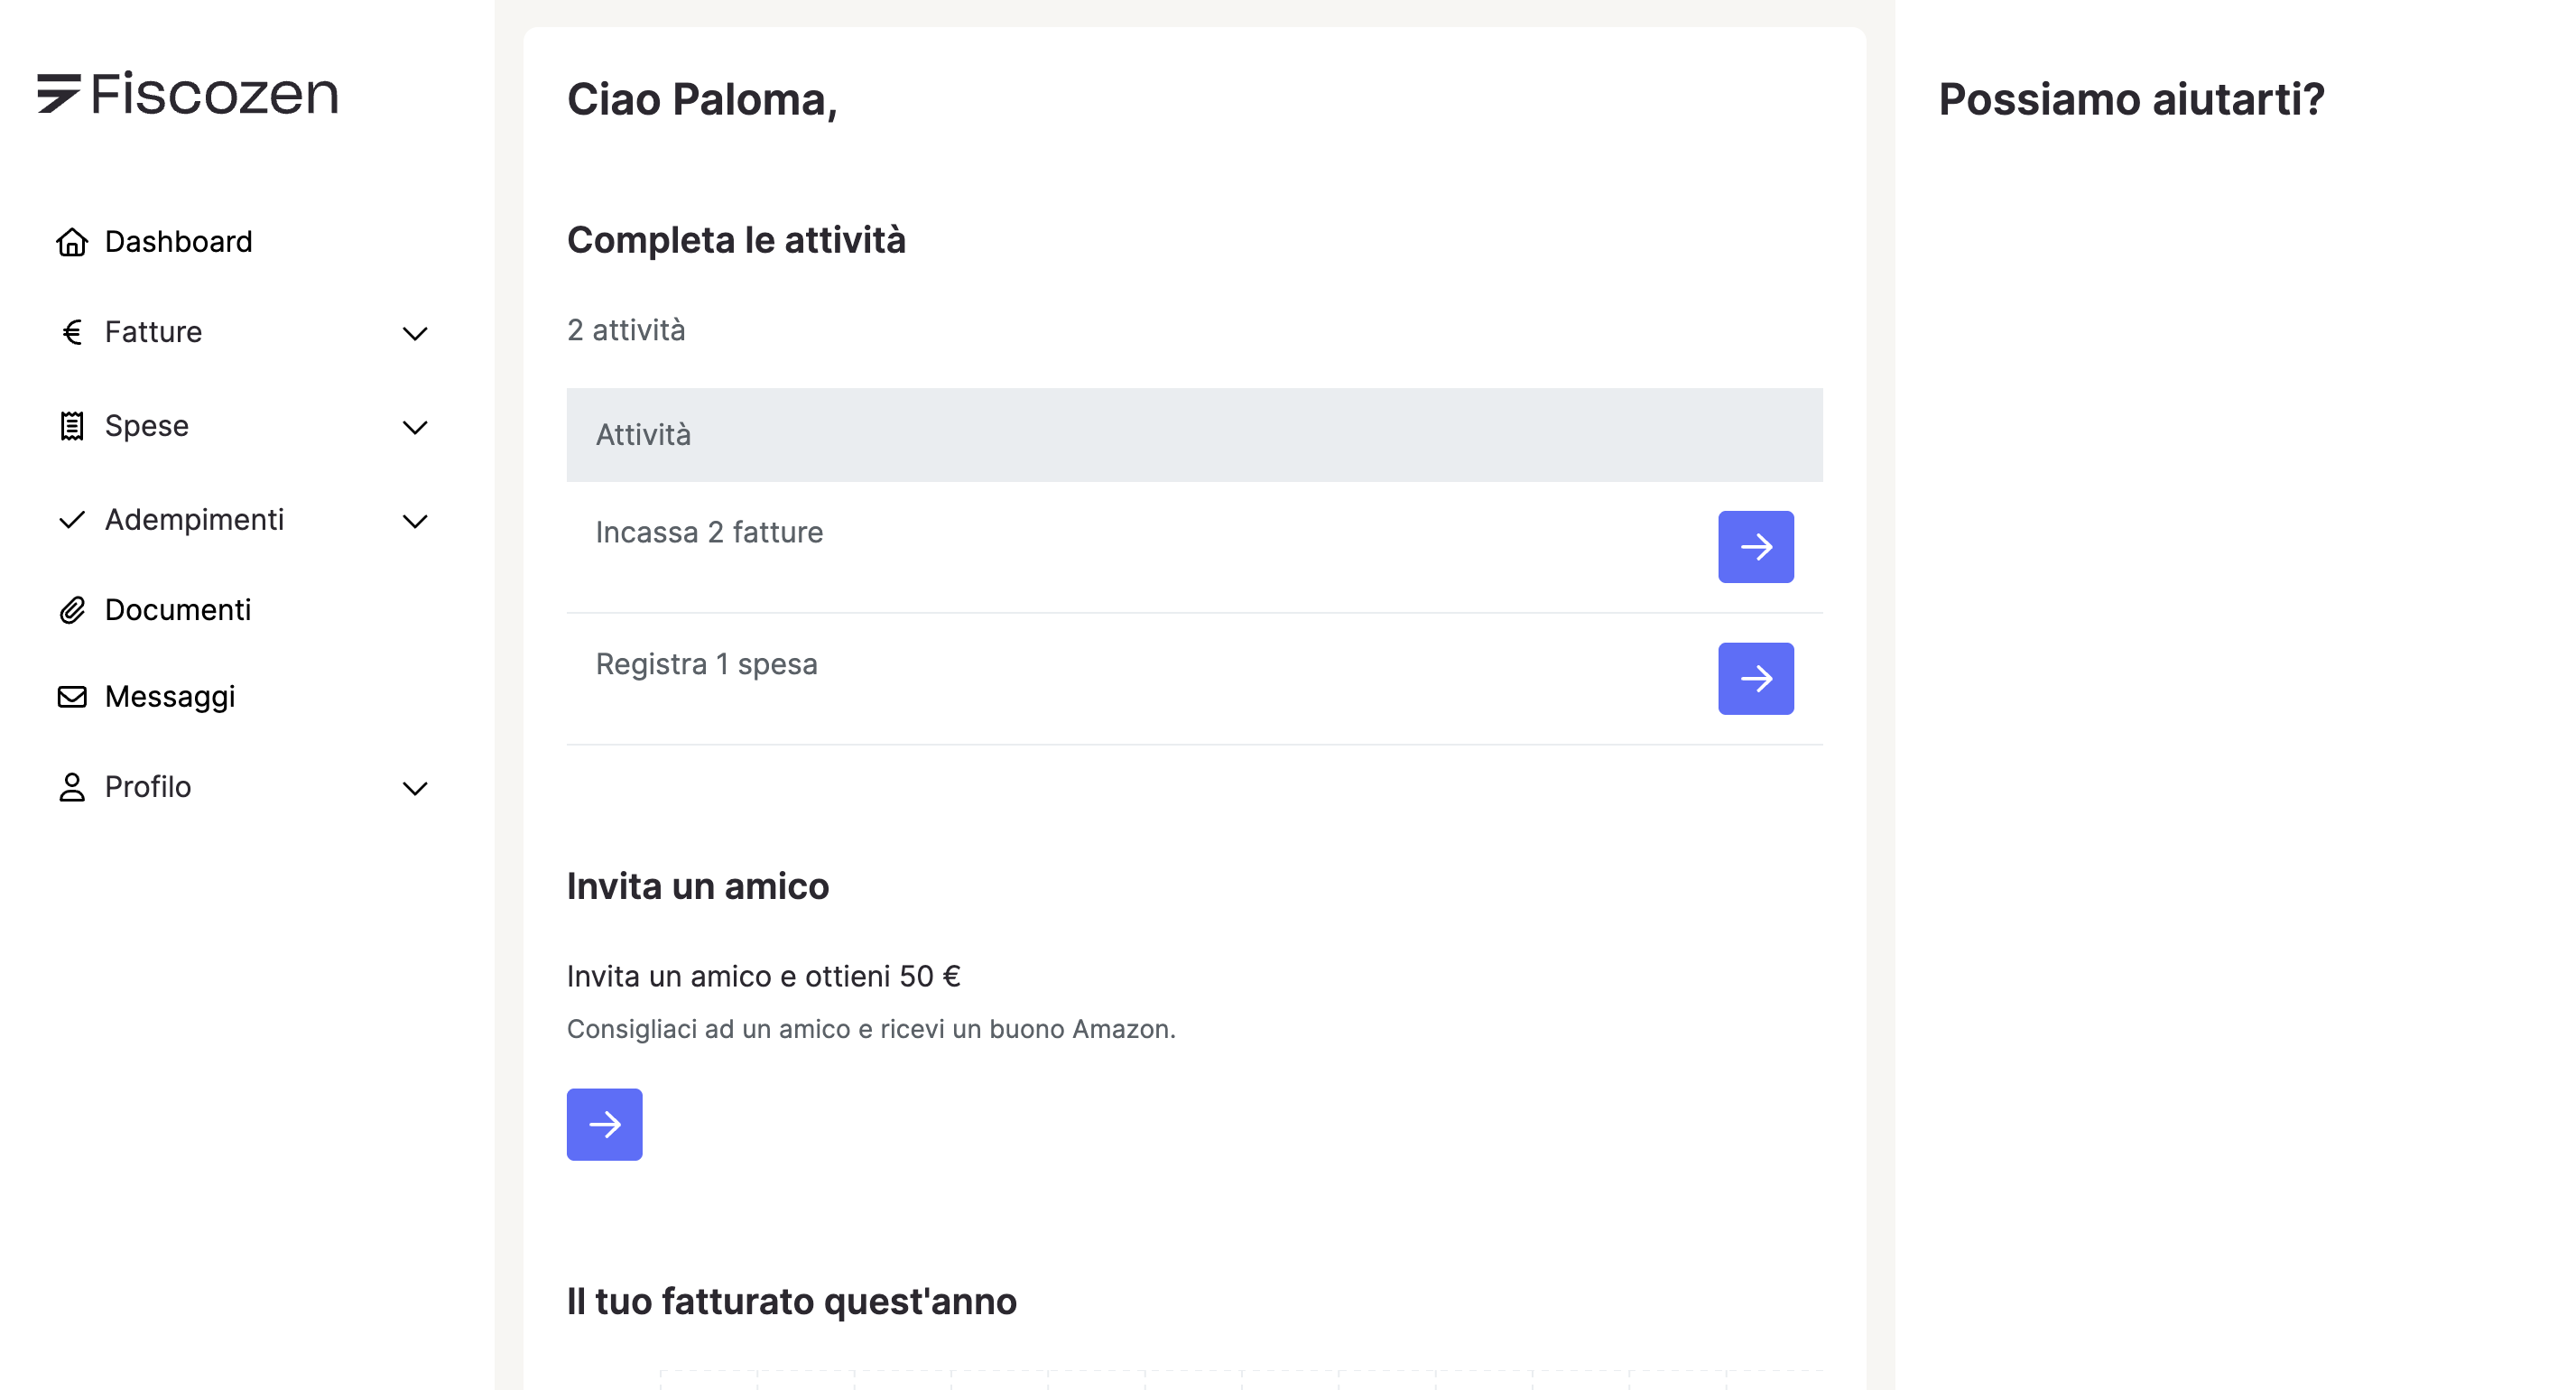 Fiscozen
Dashboard
Fatture
Spese
Adempimenti
Documenti
Messaggi
Profilo
Ciao Paloma,
Completa le attività
2 attività
Attività
Incassa 2 fatture
Registra 1 spesa
Invita un amico
Invita un amico e ottieni 50 €
Consigliaci ad un amico e ricevi un buono Amazon.
Il tuo fatturato quest'anno
Possiamo aiutarti?